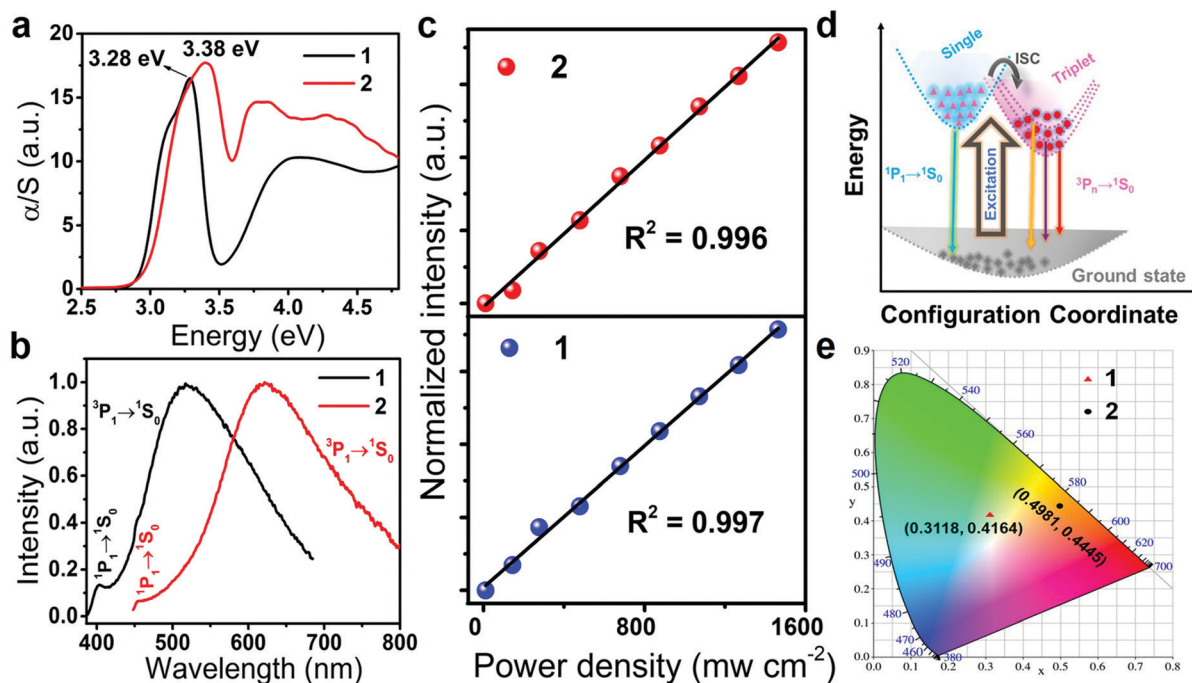 a
3.28 eV
3.38 eV
1
2
α/S (a.u.)
20
15
10
5
0
2.5 3.0 3.5 4.0 4.5
Energy (eV)
b
1
2
³P₁→¹S₀
³P₁→¹S₀
¹P₁→¹S₀
¹P₁→¹S₀
Intensity (a.u.)
1.0
0.8
0.6
0.4
0.2
0.0
400 500 600 700 800
Wavelength (nm)
c
2
R² = 0.996
1
R² = 0.997
Normalized intensity (a.u.)
0 800 1600
Power density (mw cm⁻²)
d
Single
ISC
Triplet
Energy
¹P₁→¹S₀
Excitation
³Pₙ→¹S₀
Ground state
Configuration Coordinate
e
1
2
(0.3118, 0.4164)
(0.4981, 0.4445)
520
540
560
580
600
620
700
500
490
480
470
460
380
y
0.9
0.8
0.7
0.6
0.5
0.4
0.3
0.2
0.1
0.0
0.0 0.1 0.2 0.3 0.4 0.5 0.6 0.7 0.8
x